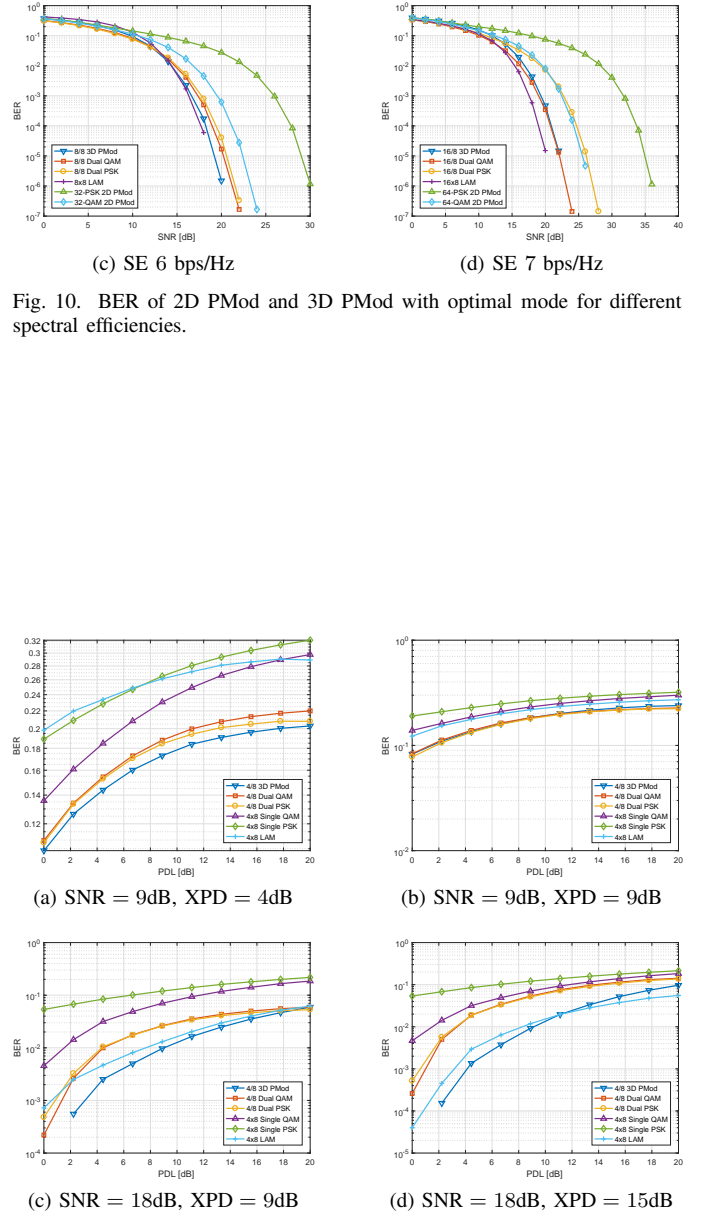 10^0
10^-1
10^-2
10^-3
10^-4
10^-5
10^-6
10^-7
BER
8/8 3D PMod
8/8 Dual QAM
8/8 Dual PSK
8x8 LAM
32-PSK 2D PMod
32-QAM 2D PMod
0 5 10 15 20 25 30
SNR [dB]
(c) SE 6 bps/Hz
10^0
10^-1
10^-2
10^-3
10^-4
10^-5
10^-6
10^-7
BER
16/8 3D PMod
16/8 Dual QAM
16/8 Dual PSK
16x8 LAM
64-PSK 2D PMod
64-QAM 2D PMod
0 5 10 15 20 25 30 35 40
SNR [dB]
(d) SE 7 bps/Hz
Fig. 10. BER of 2D PMod and 3D PMod with optimal mode for different
spectral efficiencies.
0.32
0.3
0.28
0.26
0.24
0.22
0.2
0.18
0.16
0.14
0.12
BER
4/8 3D PMod
4/8 Dual QAM
4/8 Dual PSK
4x8 Single QAM
4x8 Single PSK
4x8 LAM
0 2 4 6 8 10 12 14 16 18 20
PDL [dB]
(a) SNR = 9dB, XPD = 4dB
10^0
10^-1
10^-2
BER
4/8 3D PMod
4/8 Dual QAM
4/8 Dual PSK
4x8 Single QAM
4x8 Single PSK
4x8 LAM
0 2 4 6 8 10 12 14 16 18 20
PDL [dB]
(b) SNR = 9dB, XPD = 9dB
10^0
10^-1
10^-2
10^-3
10^-4
BER
4/8 3D PMod
4/8 Dual QAM
4/8 Dual PSK
4x8 Single QAM
4x8 Single PSK
4x8 LAM
0 2 4 6 8 10 12 14 16 18 20
PDL [dB]
(c) SNR = 18dB, XPD = 9dB
10^0
10^-1
10^-2
10^-3
10^-4
10^-5
BER
4/8 3D PMod
4/8 Dual QAM
4/8 Dual PSK
4x8 Single QAM
4x8 Single PSK
4x8 LAM
0 2 4 6 8 10 12 14 16 18 20
PDL [dB]
(d) SNR = 18dB, XPD = 15dB